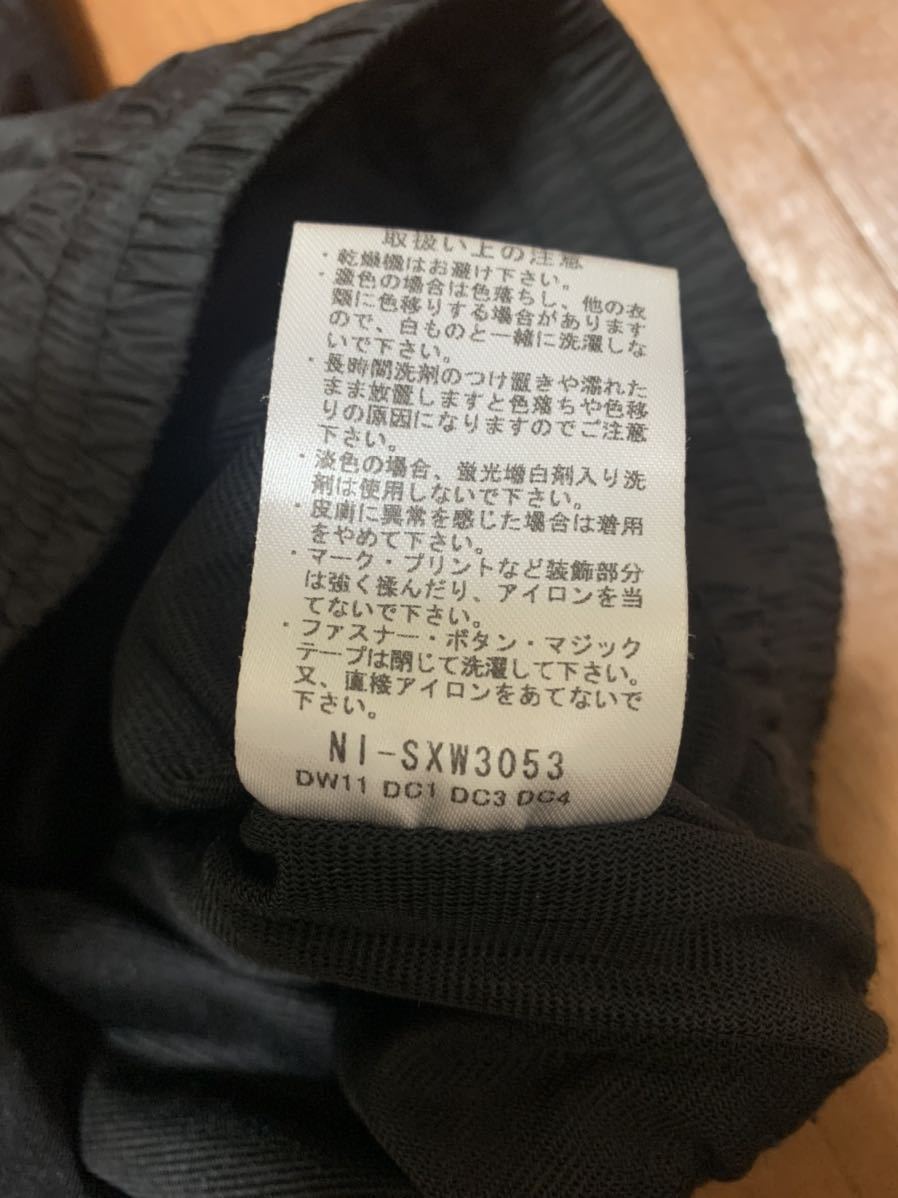 取扱い上の注意
・乾燥機はお避け下さい。
・濃色の場合は色落ちし、他の衣
類に色移りする場合があります
ので、白ものと一緒に洗濯しな
いで下さい。
・長時間洗剤のつけ置きや濡れた
まま放置しますと色落ちや色移
りの原因になりますのでご注意
下さい。
・淡色の場合、蛍光増白剤入り洗
剤は使用しないで下さい。
・皮膚に異常を感じた場合は着用
をやめて下さい。
・マーク・プリントなど装飾部分
は強く揉んだり、アイロンを当
てないで下さい。
・ファスナー・ボタン・マジック
テープは閉じて洗濯して下さい。
又、直接アイロンをあてないで
下さい。
NI-SXW3053
DW11 DC1 DC3 DC4